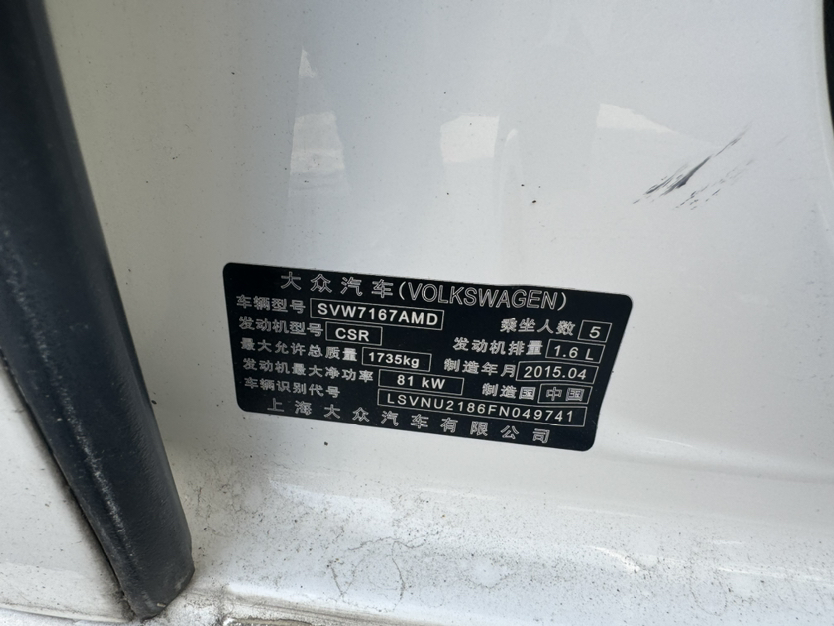 大众汽车(VOLKSWAGEN)
车辆型号 SVW7167AMD 乘坐人数 5
发动机型号 CSR 发动机排量 1.6 L
最大允许总质量 1735kg 制造年月 2015.04
发动机最大净功率 81 kW 制造国 中国
车辆识别代号 LSVNU2186FN049741
上海大众汽车有限公司